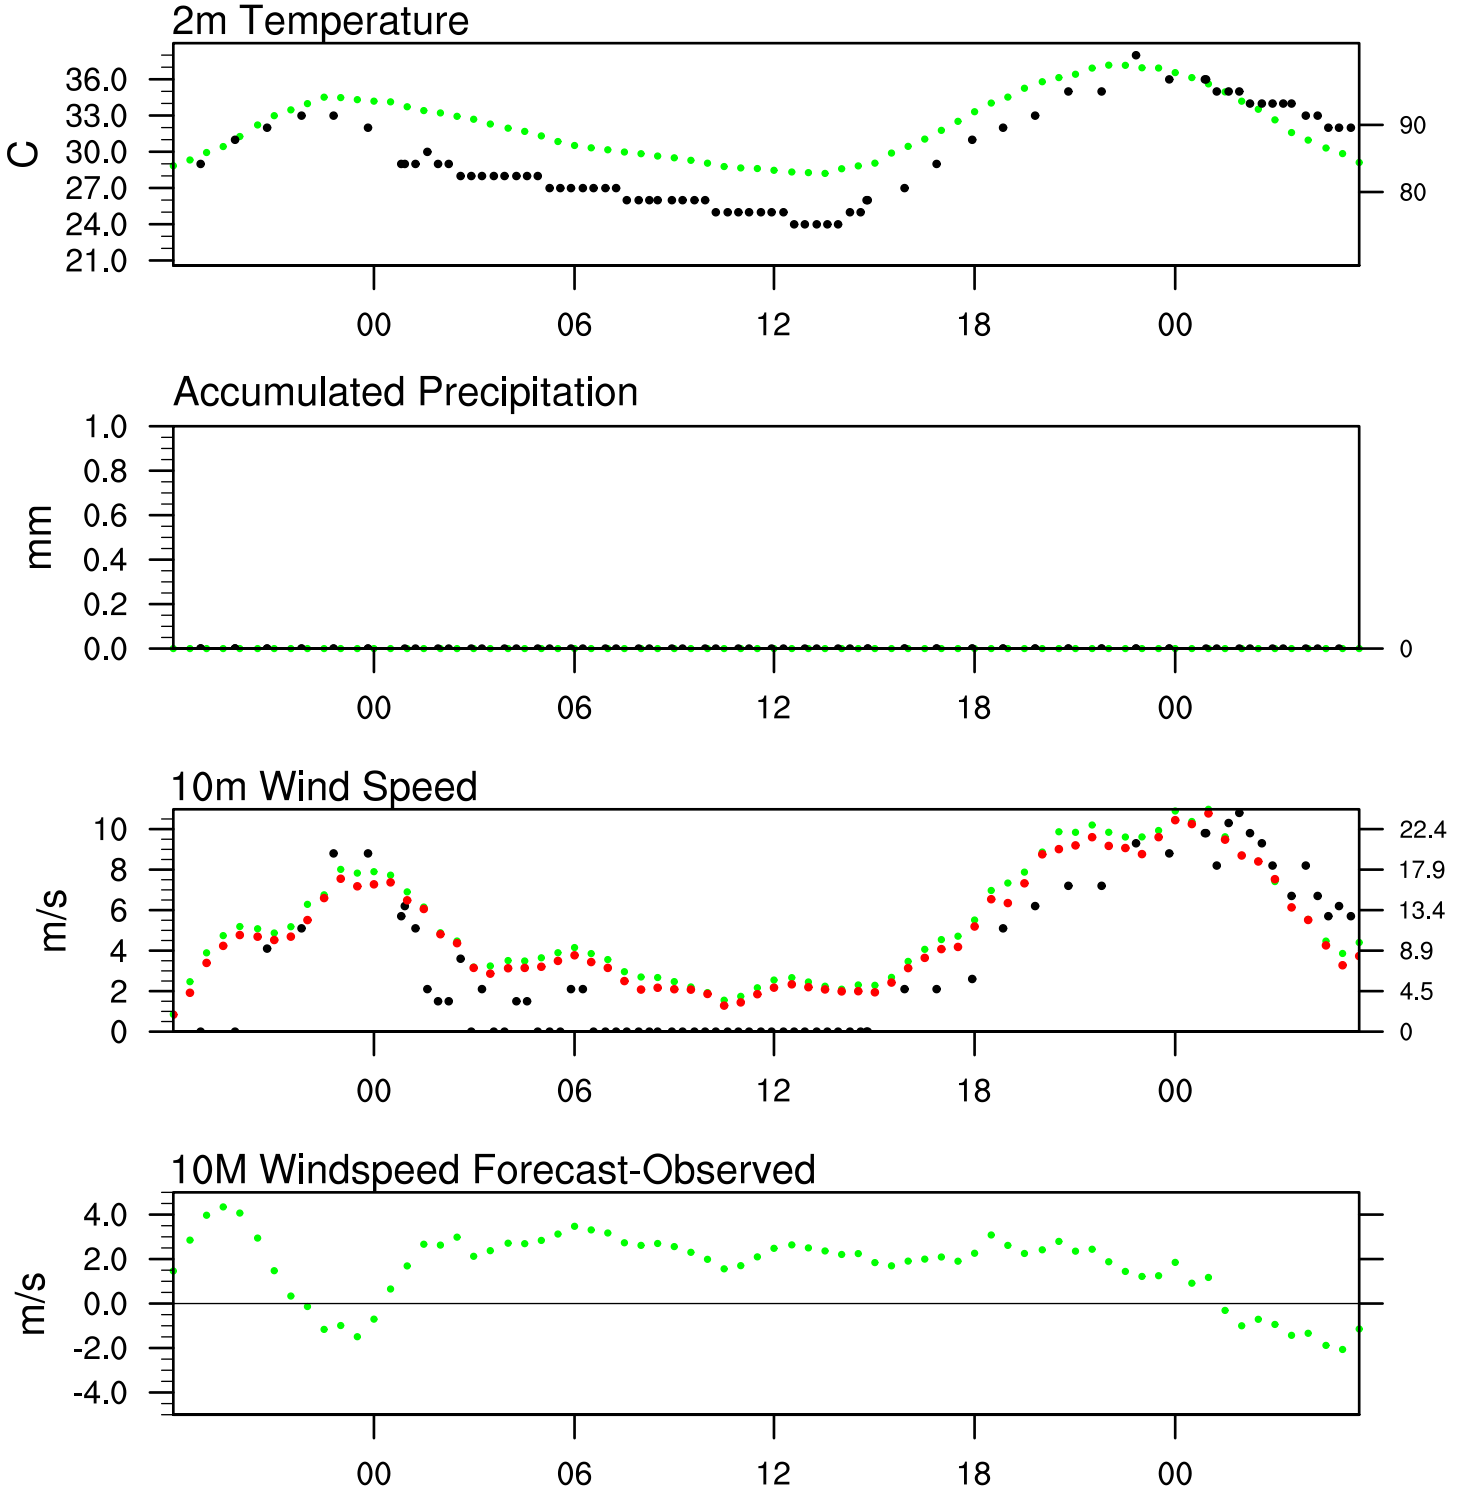 2m Temperature
36.0
33.0
30.0
27.0
24.0
21.0
C
90
80
00 06 12 18 00
Accumulated Precipitation
1.0
0.8
0.6
0.4
0.2
0.0
mm
0
00 06 12 18 00
10m Wind Speed
10
8
6
4
2
0
m/s
22.4
17.9
13.4
8.9
4.5
0
00 06 12 18 00
10M Windspeed Forecast-Observed
4.0
2.0
0.0
-2.0
-4.0
m/s
00 06 12 18 00